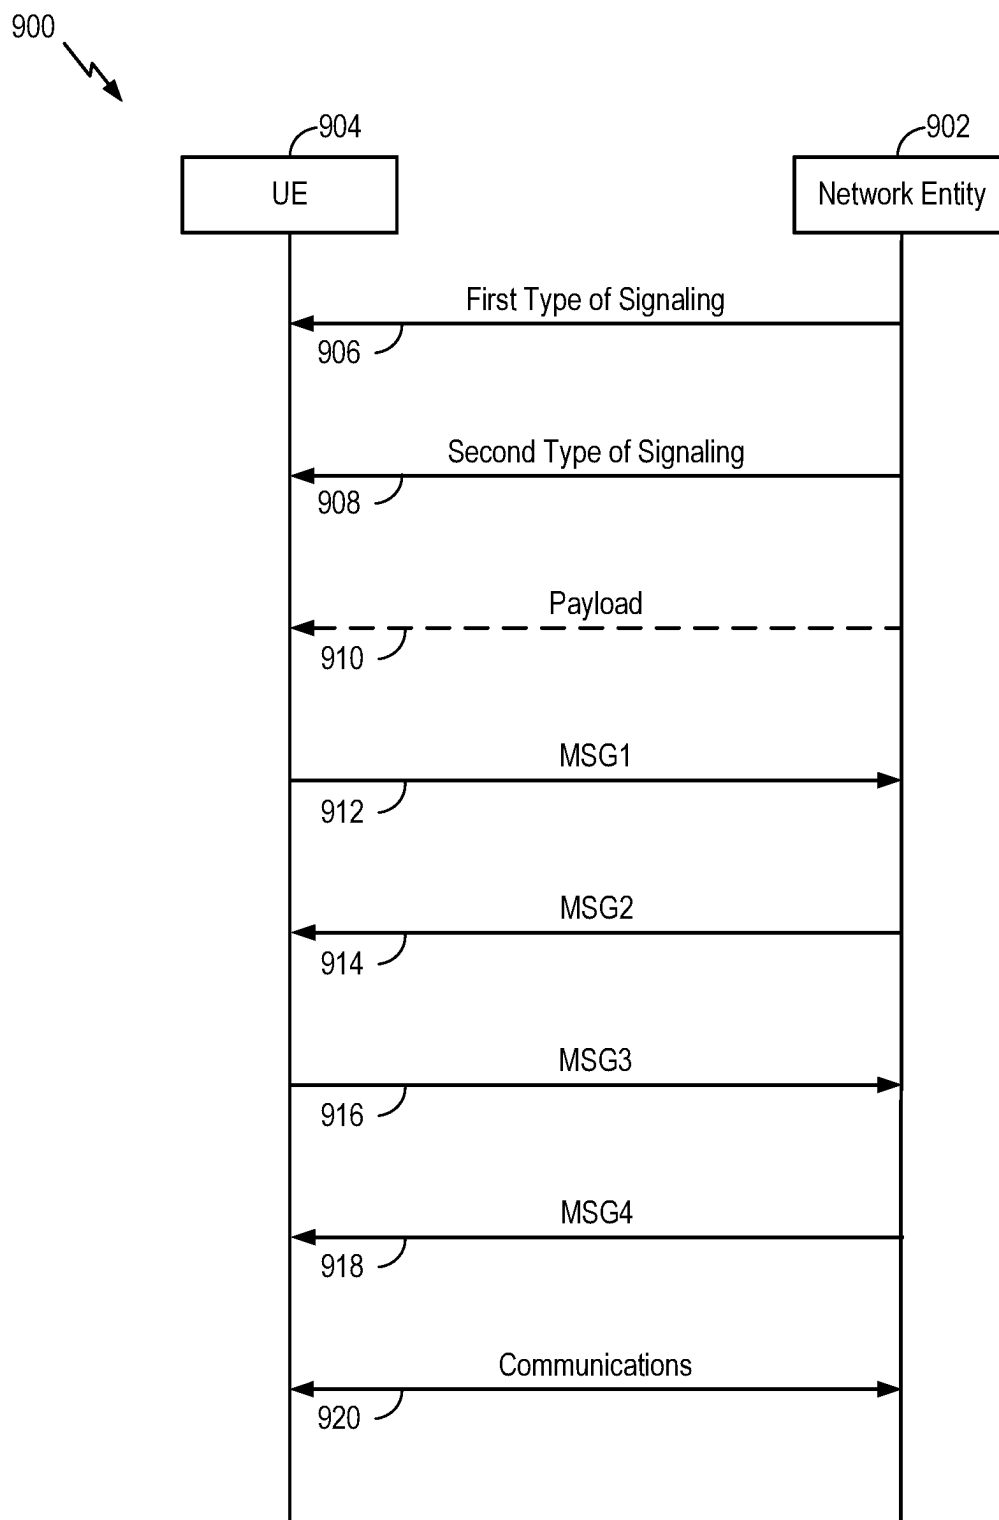 900
904
902
UE
Network Entity
First Type of Signaling
906
Second Type of Signaling
908
Payload
910
MSG1
912
MSG2
914
MSG3
916
MSG4
918
Communications
920